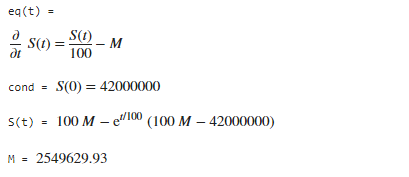 eq(t) =
∂/∂t S(t) = S(t)/100 − M
cond = S(0) = 42000000
S(t) = 100 M − e^{t/100} (100 M − 42000000)
M = 2549629.93